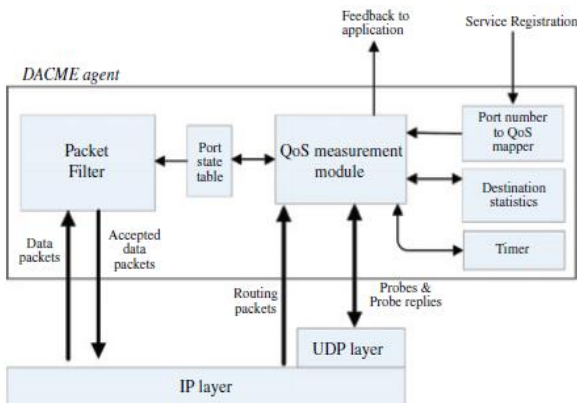 Feedback to
application
Service Registration
DACME agent
Packet
Filter
Port
state
table
QoS measurement
module
Port number
to QoS
mapper
Destination
statistics
Timer
Data
packets
Accepted
data
packets
Routing
packets
Probes &
Probe replies
UDP layer
IP layer